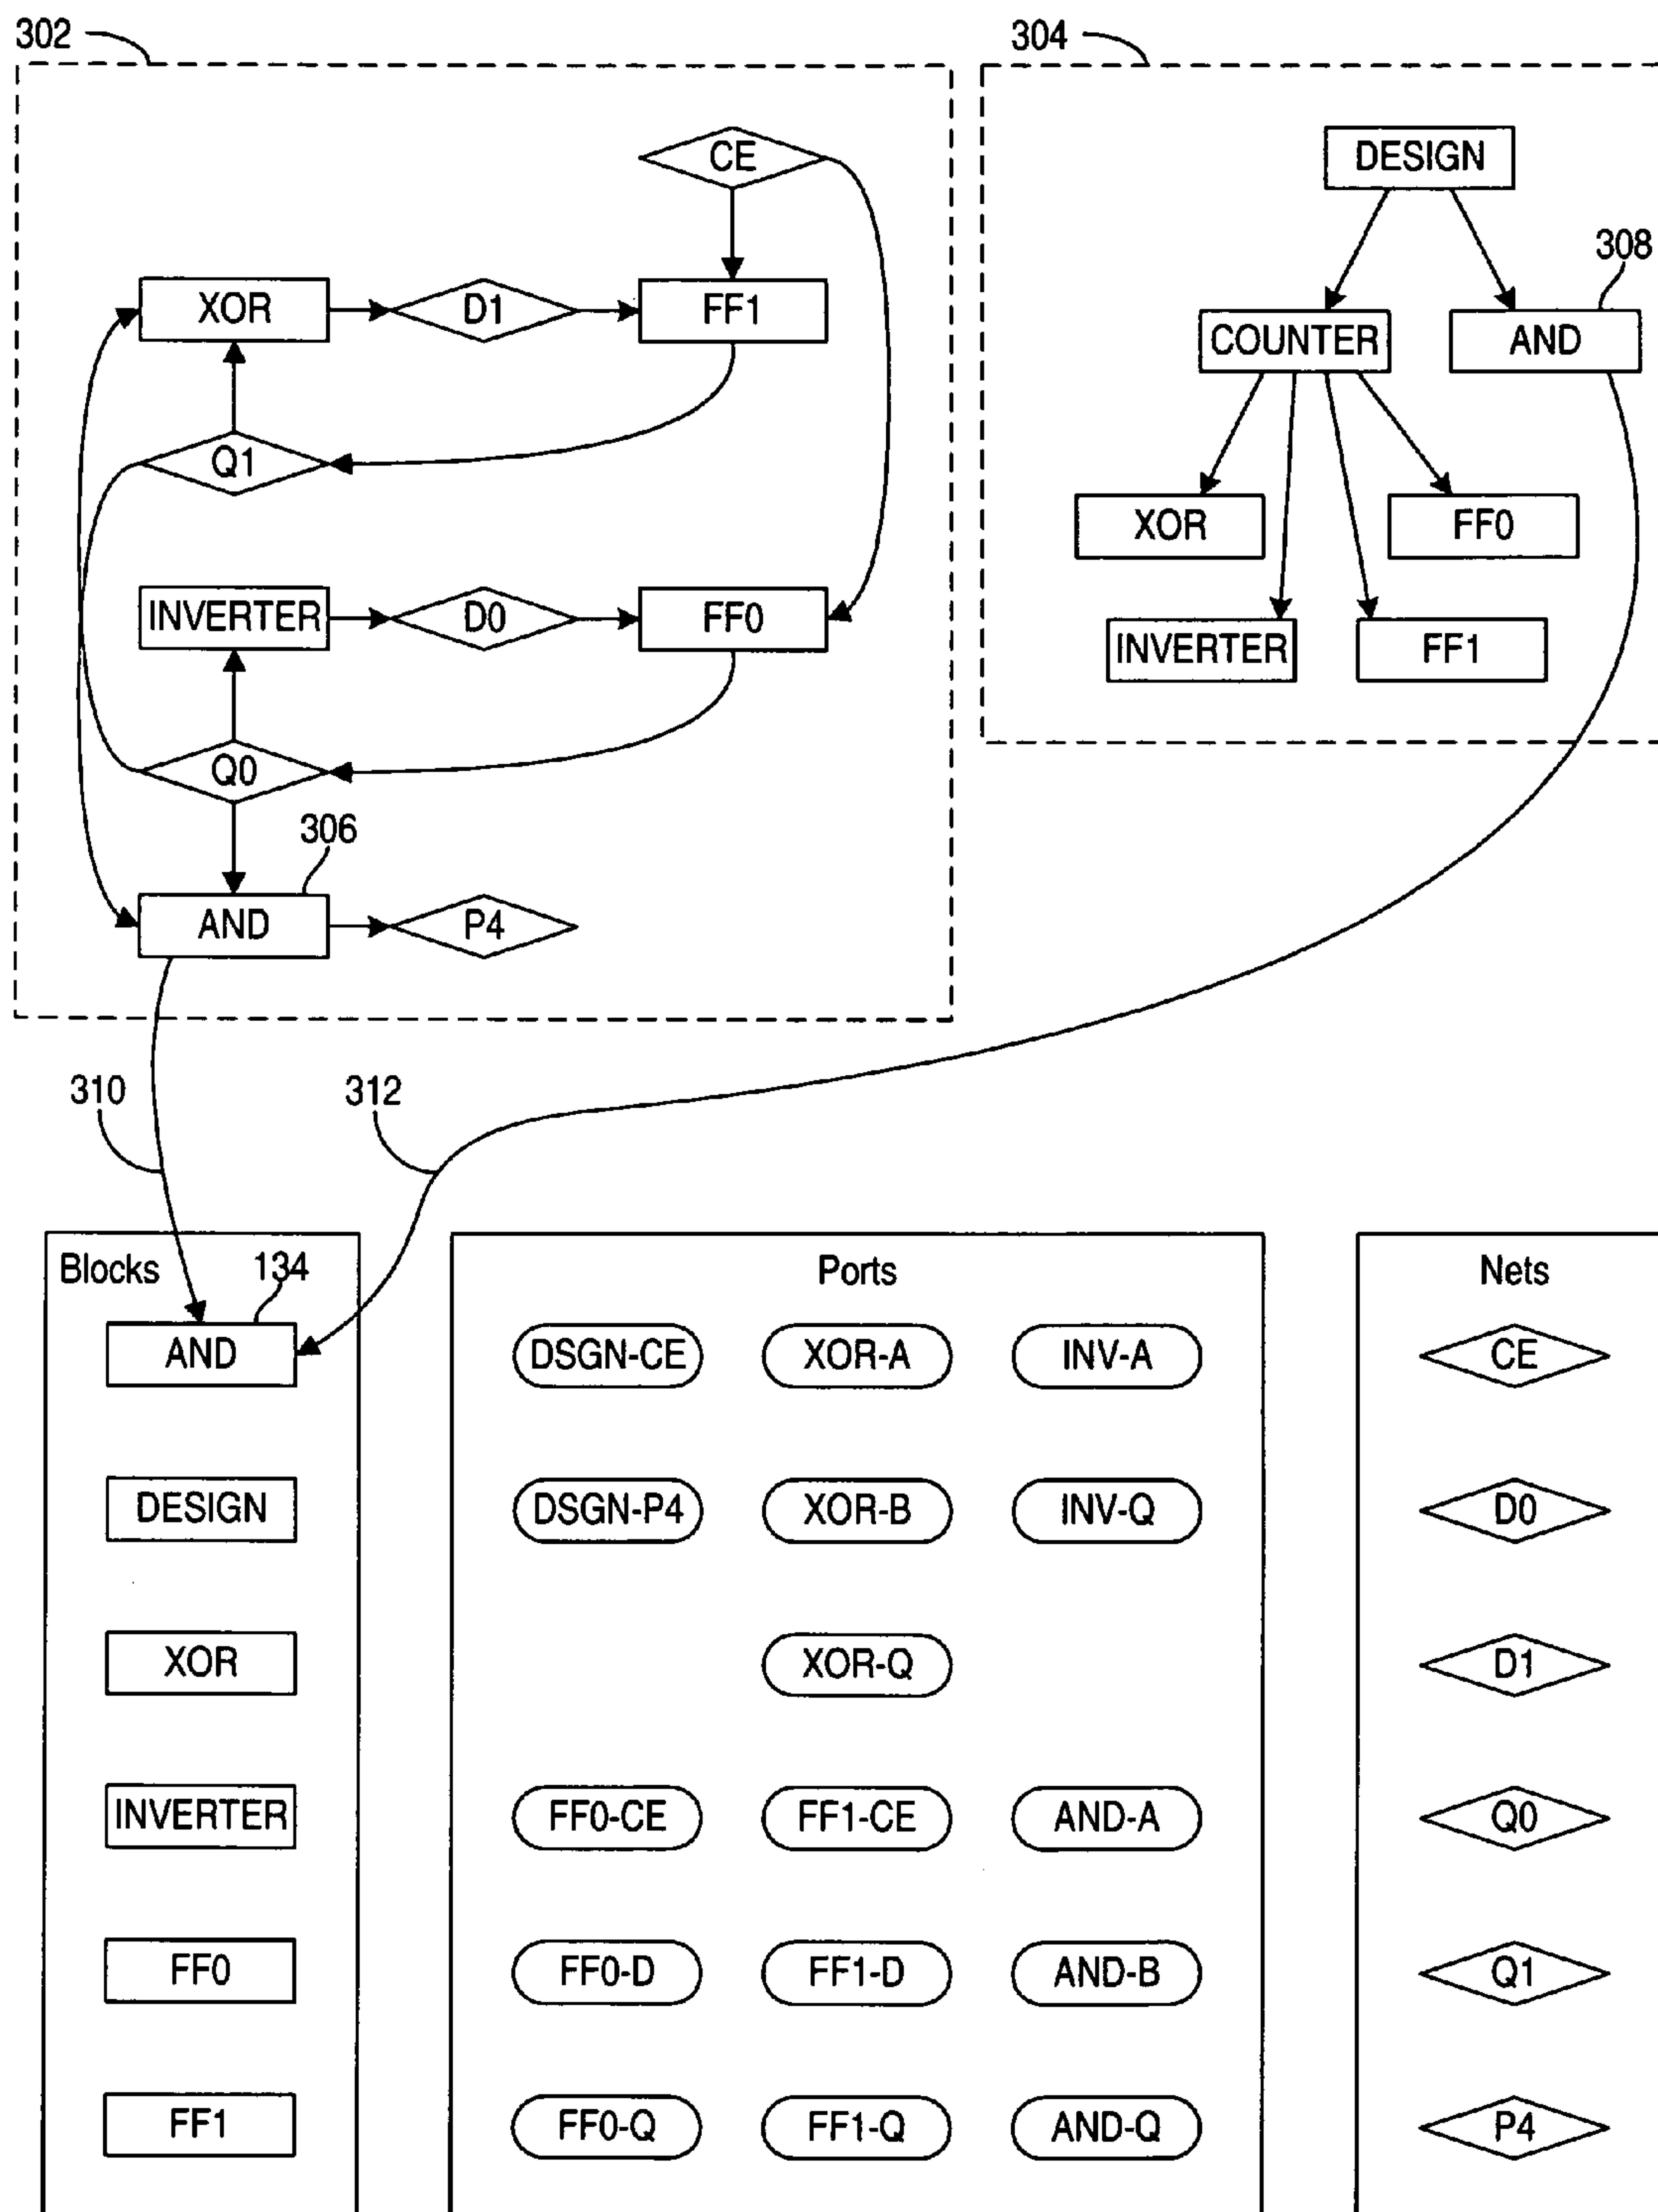 302
304
CE
DESIGN
308
XOR
D1
FF1
COUNTER
AND
Q1
XOR
FF0
INVERTER
D0
FF0
INVERTER
FF1
Q0
306
AND
P4
310
312
Blocks
134
Ports
Nets
AND
DSGN-CE
XOR-A
INV-A
CE
DESIGN
DSGN-P4
XOR-B
INV-Q
D0
XOR
XOR-Q
D1
INVERTER
FF0-CE
FF1-CE
AND-A
Q0
FF0
FF0-D
FF1-D
AND-B
Q1
FF1
FF0-Q
FF1-Q
AND-Q
P4